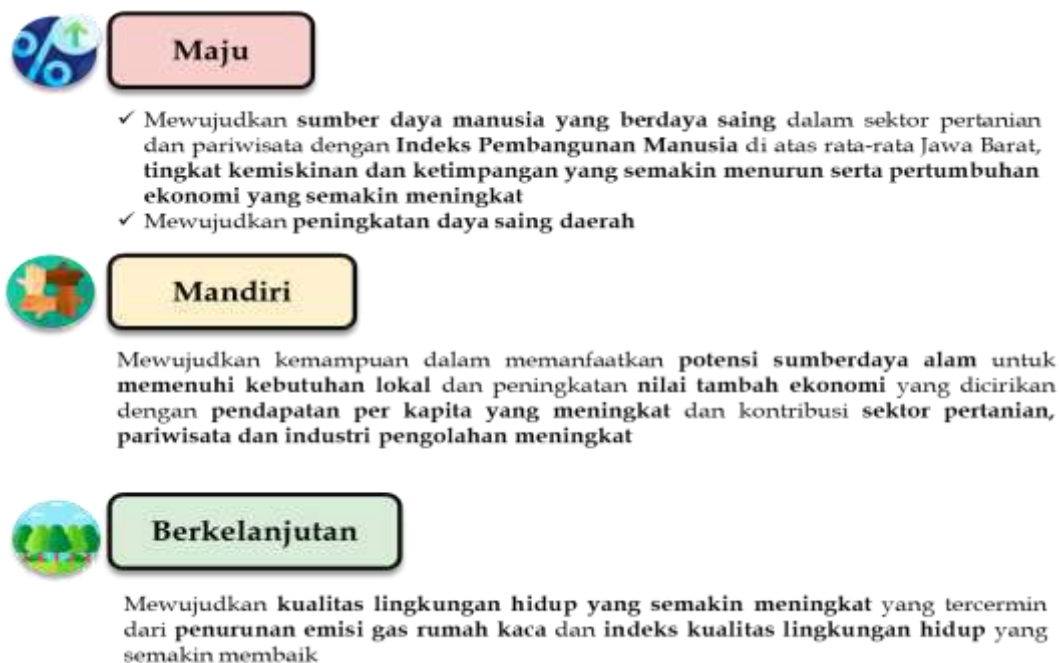 Maju
✓ Mewujudkan sumber daya manusia yang berdaya saing dalam sektor pertanian
dan pariwisata dengan Indeks Pembangunan Manusia di atas rata-rata Jawa Barat,
tingkat kemiskinan dan ketimpangan yang semakin menurun serta pertumbuhan
ekonomi yang semakin meningkat
✓ Mewujudkan peningkatan daya saing daerah
Mandiri
Mewujudkan kemampuan dalam memanfaatkan potensi sumberdaya alam untuk
memenuhi kebutuhan lokal dan peningkatan nilai tambah ekonomi yang dicirikan
dengan pendapatan per kapita yang meningkat dan kontribusi sektor pertanian,
pariwisata dan industri pengolahan meningkat
Berkelanjutan
Mewujudkan kualitas lingkungan hidup yang semakin meningkat yang tercermin
dari penurunan emisi gas rumah kaca dan indeks kualitas lingkungan hidup yang
semakin membaik